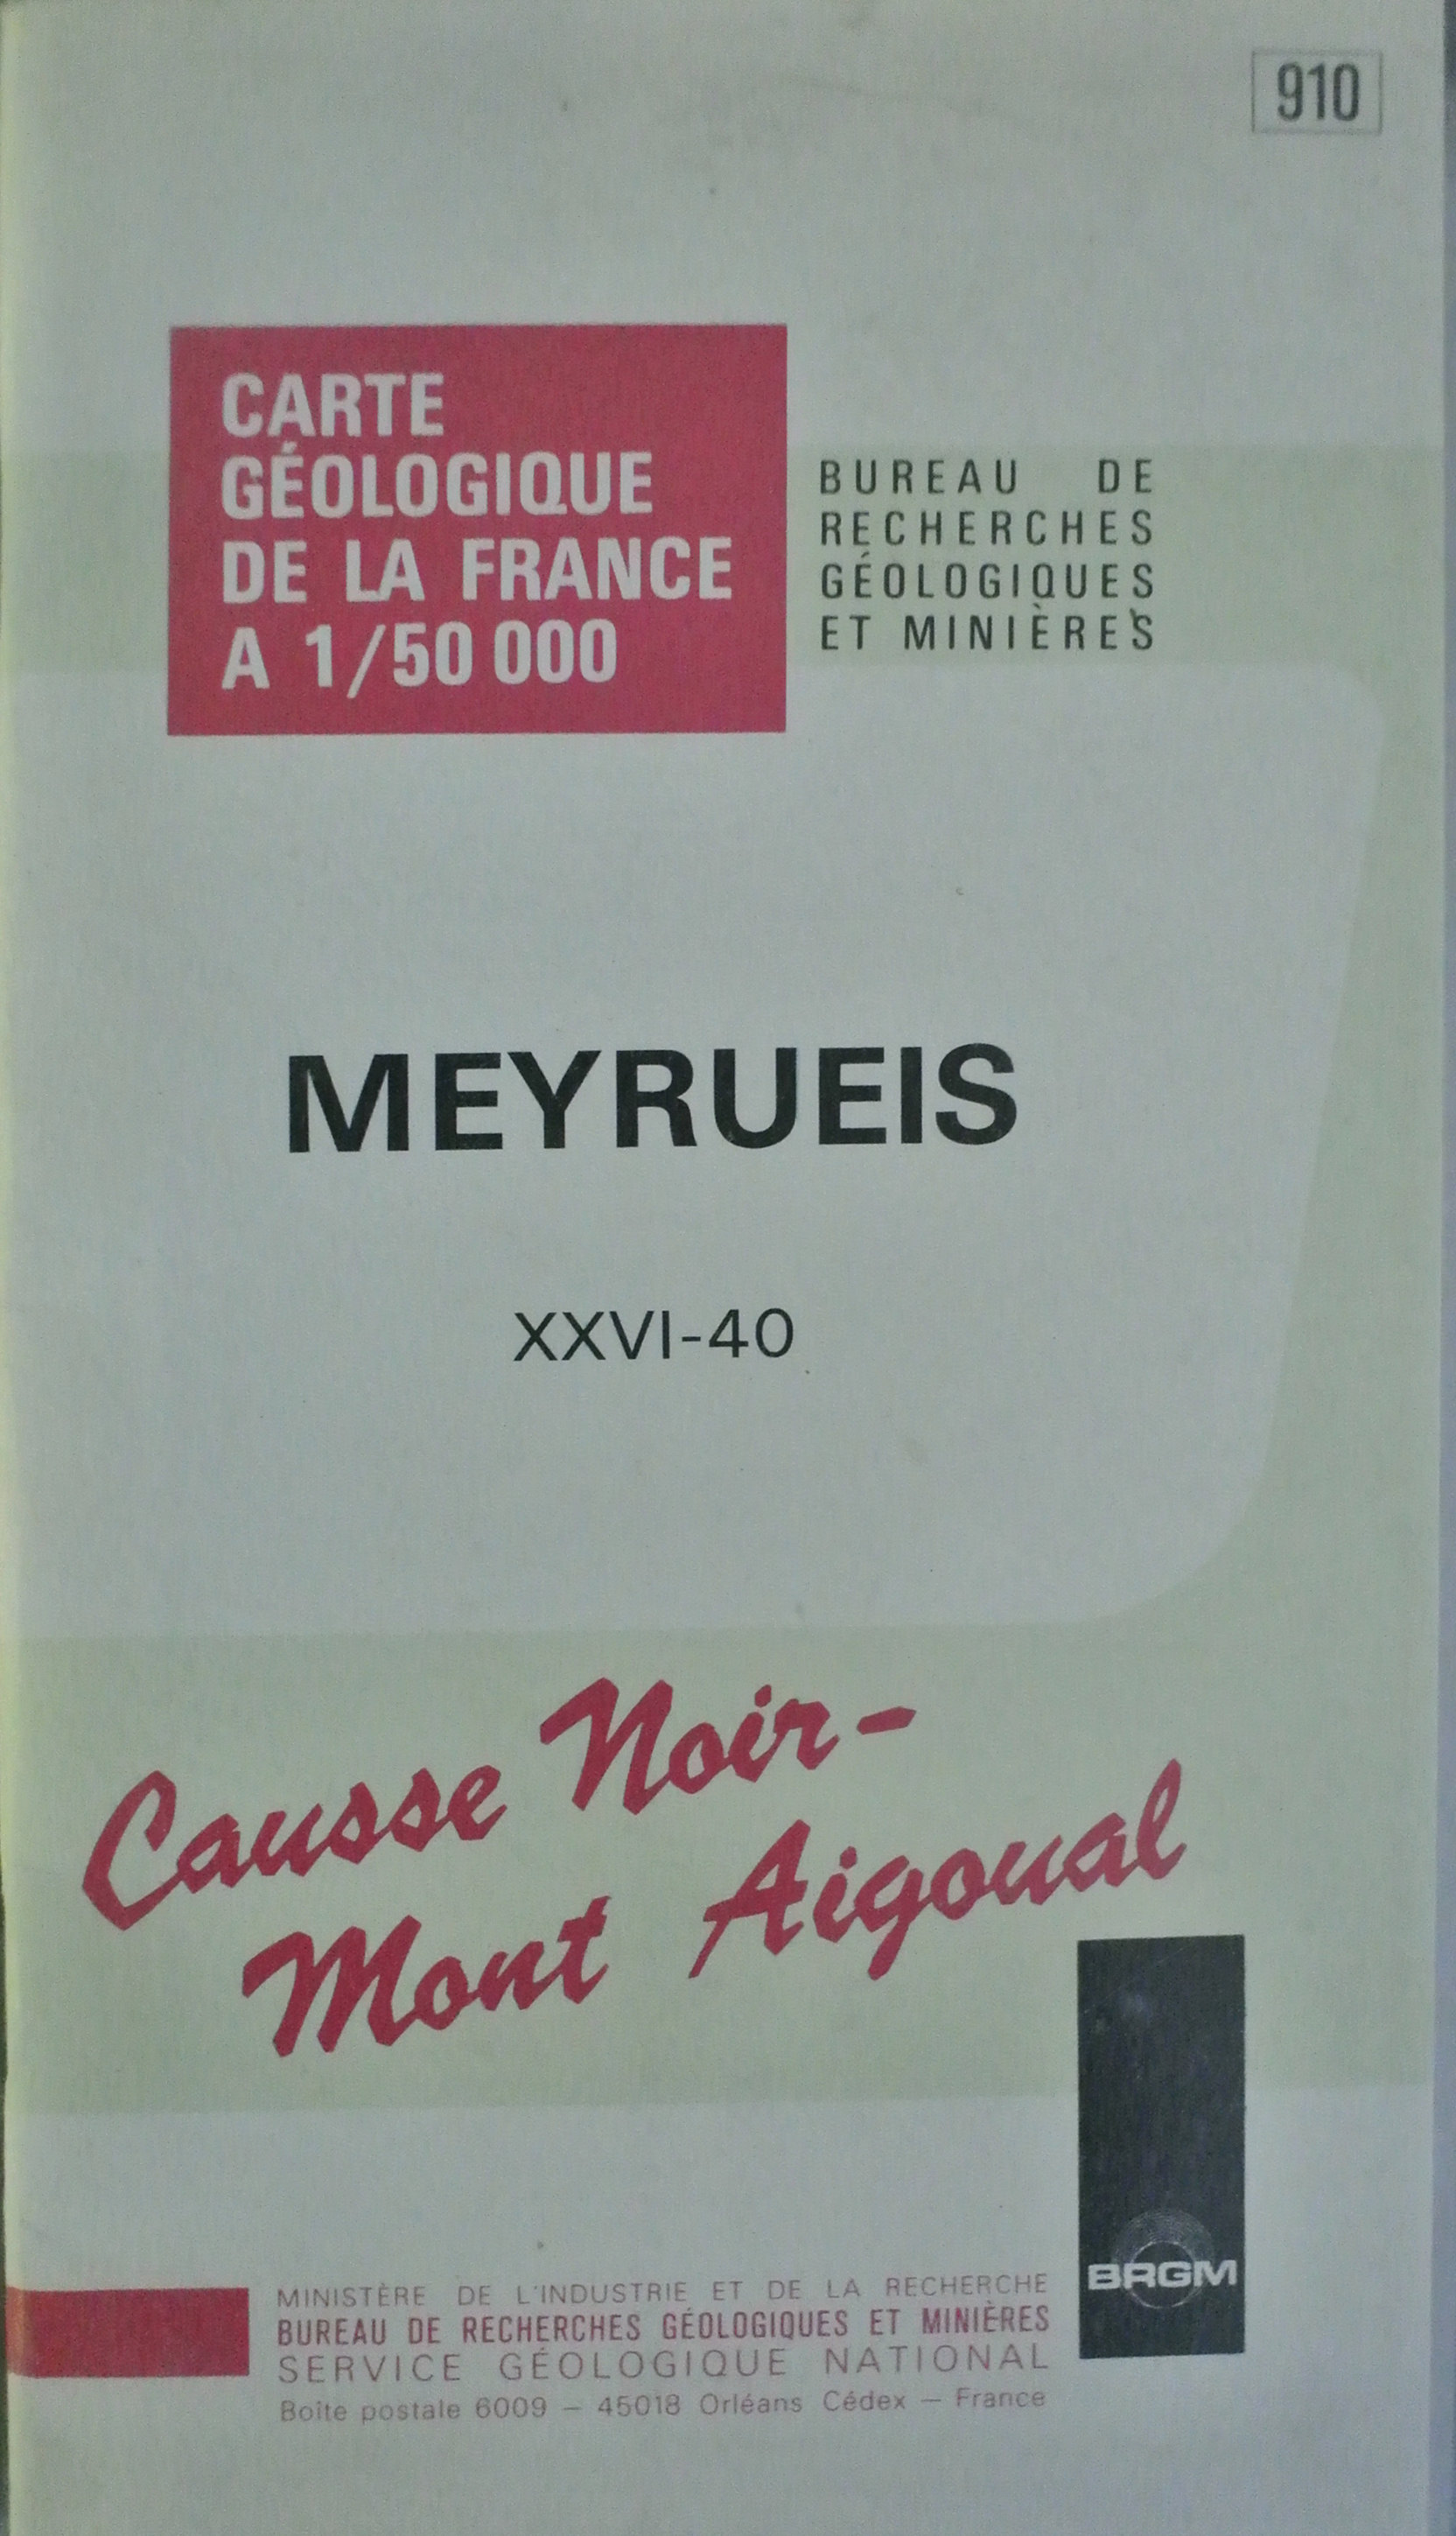 910
CARTE
GÉOLOGIQUE
DE LA FRANCE
A 1/50 000
BUREAU DE
RECHERCHES
GÉOLOGIQUES
ET MINIÈRES
MEYRUEIS
XXVI-40
Causse Noir-
Mont Aigoual
BRGM
MINISTÈRE DE L'INDUSTRIE ET DE LA RECHERCHE
BUREAU DE RECHERCHES GÉOLOGIQUES ET MINIÈRES
SERVICE GÉOLOGIQUE NATIONAL
Boîte postale 6009 – 45018 Orléans Cédex – France